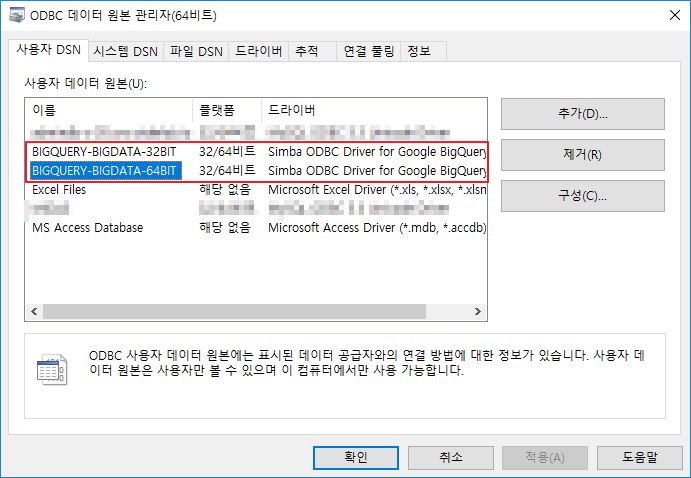 ODBC 데이터 원본 관리자(64비트)
사용자 DSN 시스템 DSN 파일 DSN 드라이버 추적 연결 풀링 정보
사용자 데이터 원본(U):
이름 플랫폼 드라이버
BIGQUERY-BIGDATA-32BIT 32/64비트 Simba ODBC Driver for Google BigQuery
BIGQUERY-BIGDATA-64BIT 32/64비트 Simba ODBC Driver for Google BigQuery
Excel Files 해당 없음 Microsoft Excel Driver (*.xls, *.xlsx, *.xlsm
MS Access Database 해당 없음 Microsoft Access Driver (*.mdb, *.accdb)
추가(D)...
제거(R)
구성(C)...
ODBC 사용자 데이터 원본에는 표시된 데이터 공급자와의 연결 방법에 대한 정보가 있습니다. 사용자 데
이터 원본은 사용자만 볼 수 있으며 이 컴퓨터에서만 사용 가능합니다.
확인 취소 적용(A) 도움말